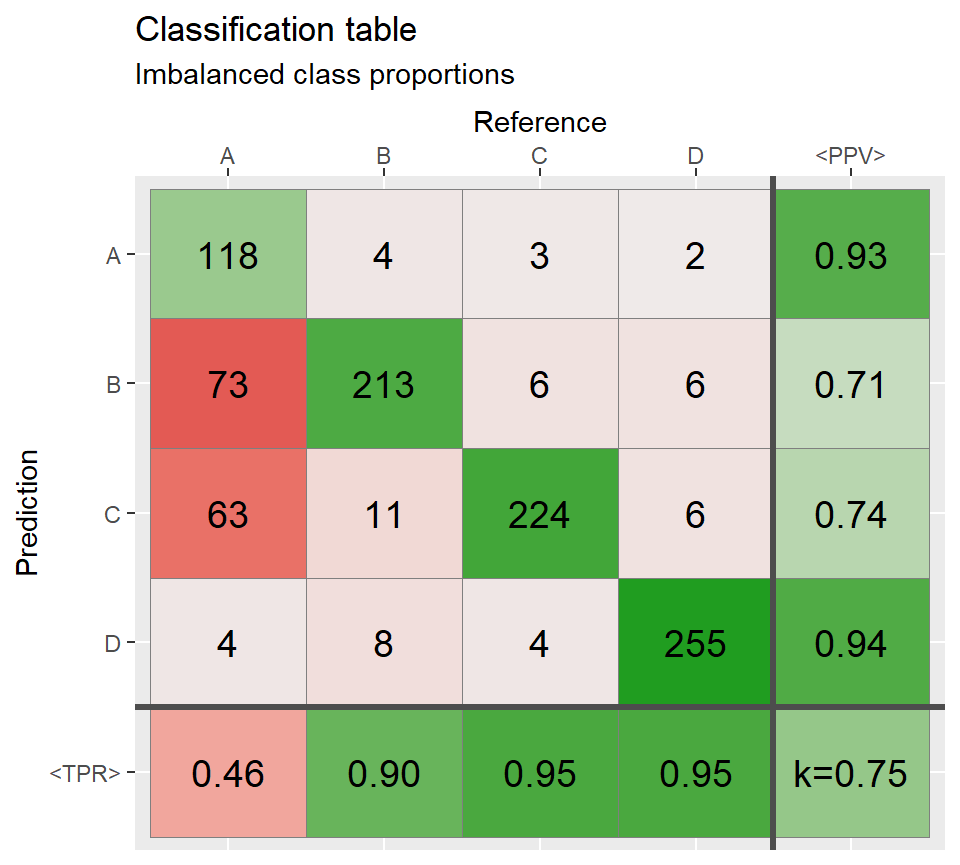 Classification table
Imbalanced class proportions
Reference
A B C D <PPV>
A 118 4 3 2 0.93
B 73 213 6 6 0.71
C 63 11 224 6 0.74
D 4 8 4 255 0.94
<TPR> 0.46 0.90 0.95 0.95 k=0.75
Prediction